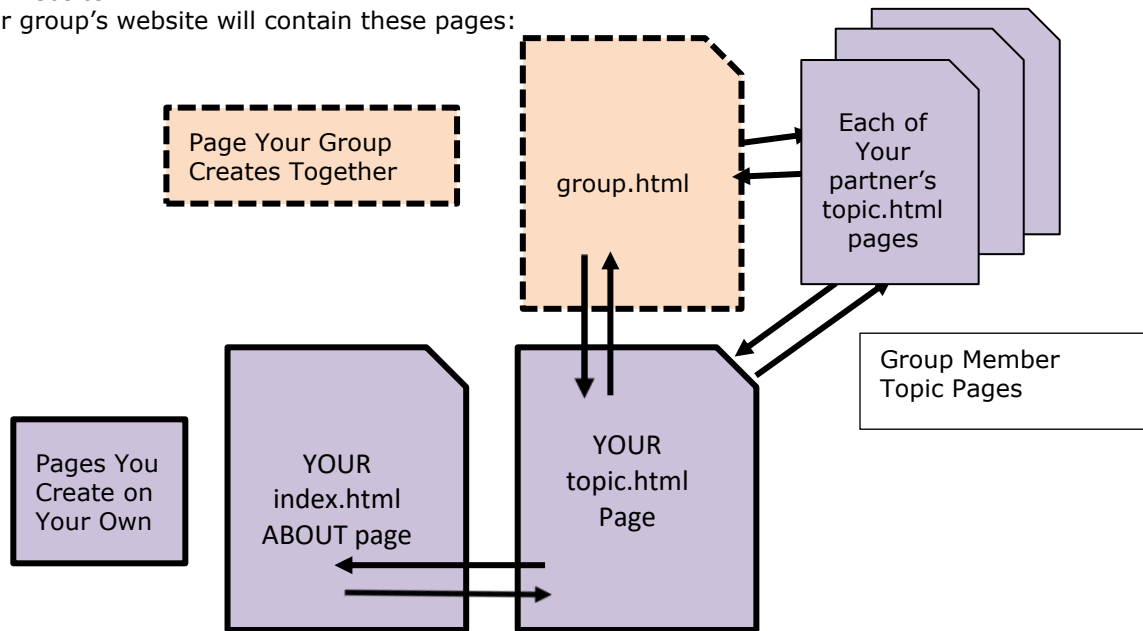 r group's website will contain these pages:
Page Your Group
Creates Together
group.html
Each of
Your
partner's
topic.html
pages
Group Member
Topic Pages
Pages You
Create on
Your Own
YOUR
index.html
ABOUT page
YOUR
topic.html
Page